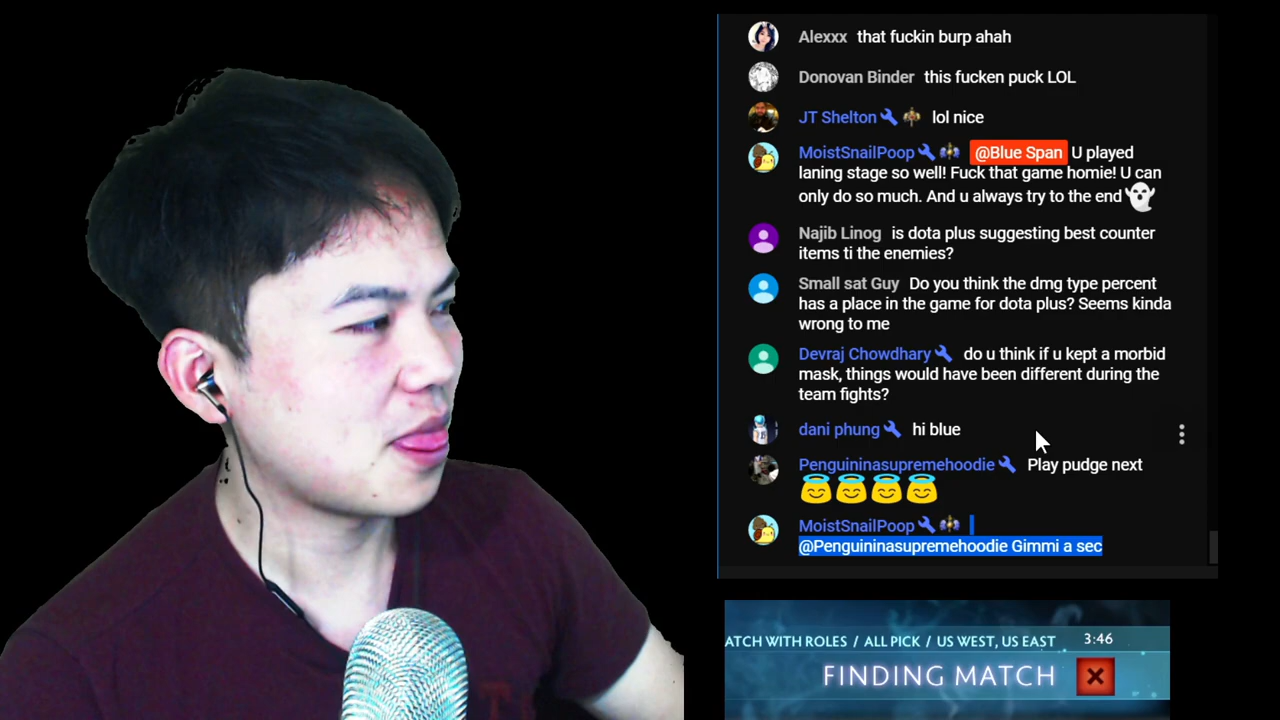 Alexxx that fuckin burp ahah
Donovan Binder this fucken puck LOL
JT Shelton lol nice
MoistSnailPoop @Blue Span U played
laning stage so well! Fuck that game homie! U can
only do so much. And u always try to the end
Najib Linog is dota plus suggesting best counter
items ti the enemies?
Small sat Guy Do you think the dmg type percent
has a place in the game for dota plus? Seems kinda
wrong to me
Devraj Chowdhary do u think if u kept a morbid
mask, things would have been different during the
team fights?
dani phung hi blue
Penguininasupremehoodie Play pudge next
MoistSnailPoop
@Penguininasupremehoodie Gimmi a sec
ATCH WITH ROLES / ALL PICK / US WEST, US EAST 3:46
FINDING MATCH